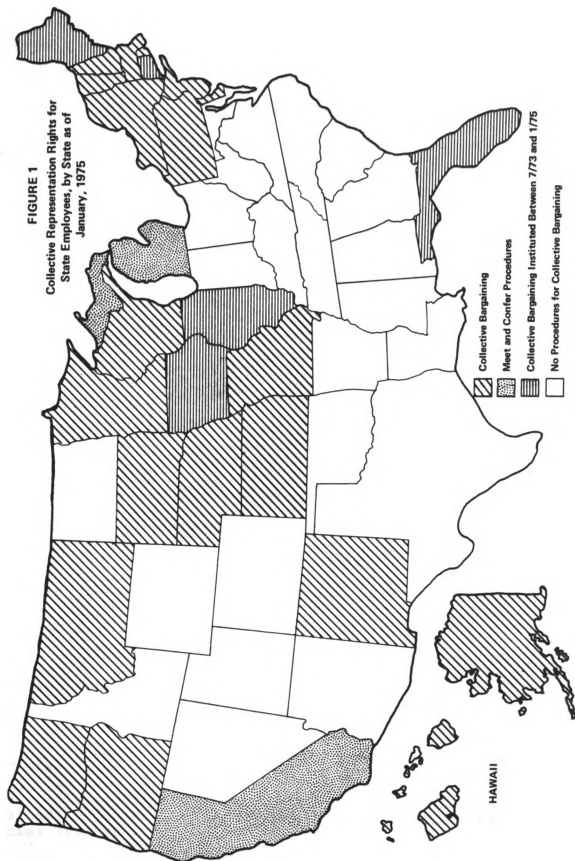 FIGURE 1
Collective Representation Rights for
State Employees, by State as of
January, 1975
Collective Bargaining
Meet and Confer Procedures
Collective Bargaining Instituted Between 7/73 and 1/75
No Procedures for Collective Bargaining
HAWAII